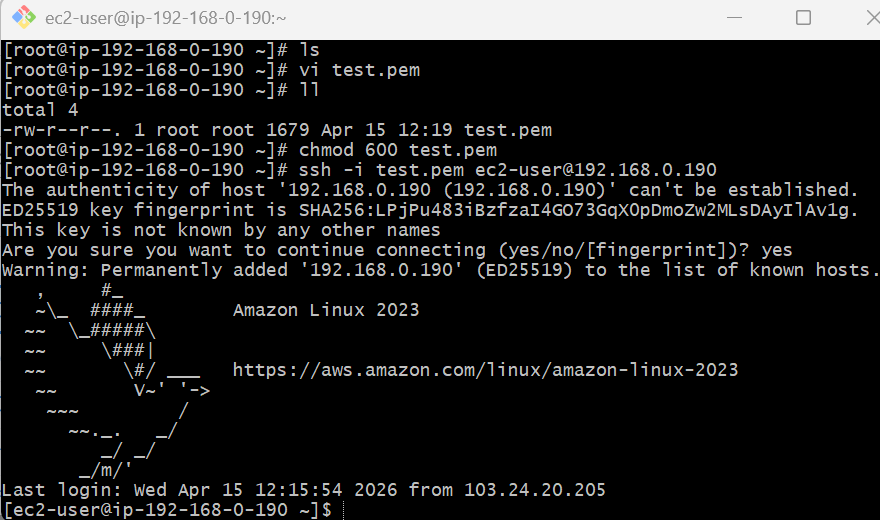 ec2-user@ip-192-168-0-190:~
[root@ip-192-168-0-190 ~]# ls
[root@ip-192-168-0-190 ~]# vi test.pem
[root@ip-192-168-0-190 ~]# ll
total 4
-rw-r--r--. 1 root root 1679 Apr 15 12:19 test.pem
[root@ip-192-168-0-190 ~]# chmod 600 test.pem
[root@ip-192-168-0-190 ~]# ssh -i test.pem ec2-user@192.168.0.190
The authenticity of host '192.168.0.190 (192.168.0.190)' can't be established.
ED25519 key fingerprint is SHA256:LPjPu483iBzfzaI4GO73GqX0pDmoZw2MLsDAyIlAv1g.
This key is not known by any other names
Are you sure you want to continue connecting (yes/no/[fingerprint])? yes
Warning: Permanently added '192.168.0.190' (ED25519) to the list of known hosts.
   ,     #_
   ~\_  ####_        Amazon Linux 2023
  ~~  \_#####\
  ~~     \###|
  ~~       \#/ ___   https://aws.amazon.com/linux/amazon-linux-2023
   ~~       V~' '->
    ~~~         /
      ~~._.   _/
         _/ _/
       _/m/'
Last login: Wed Apr 15 12:15:54 2026 from 103.24.20.205
[ec2-user@ip-192-168-0-190 ~]$